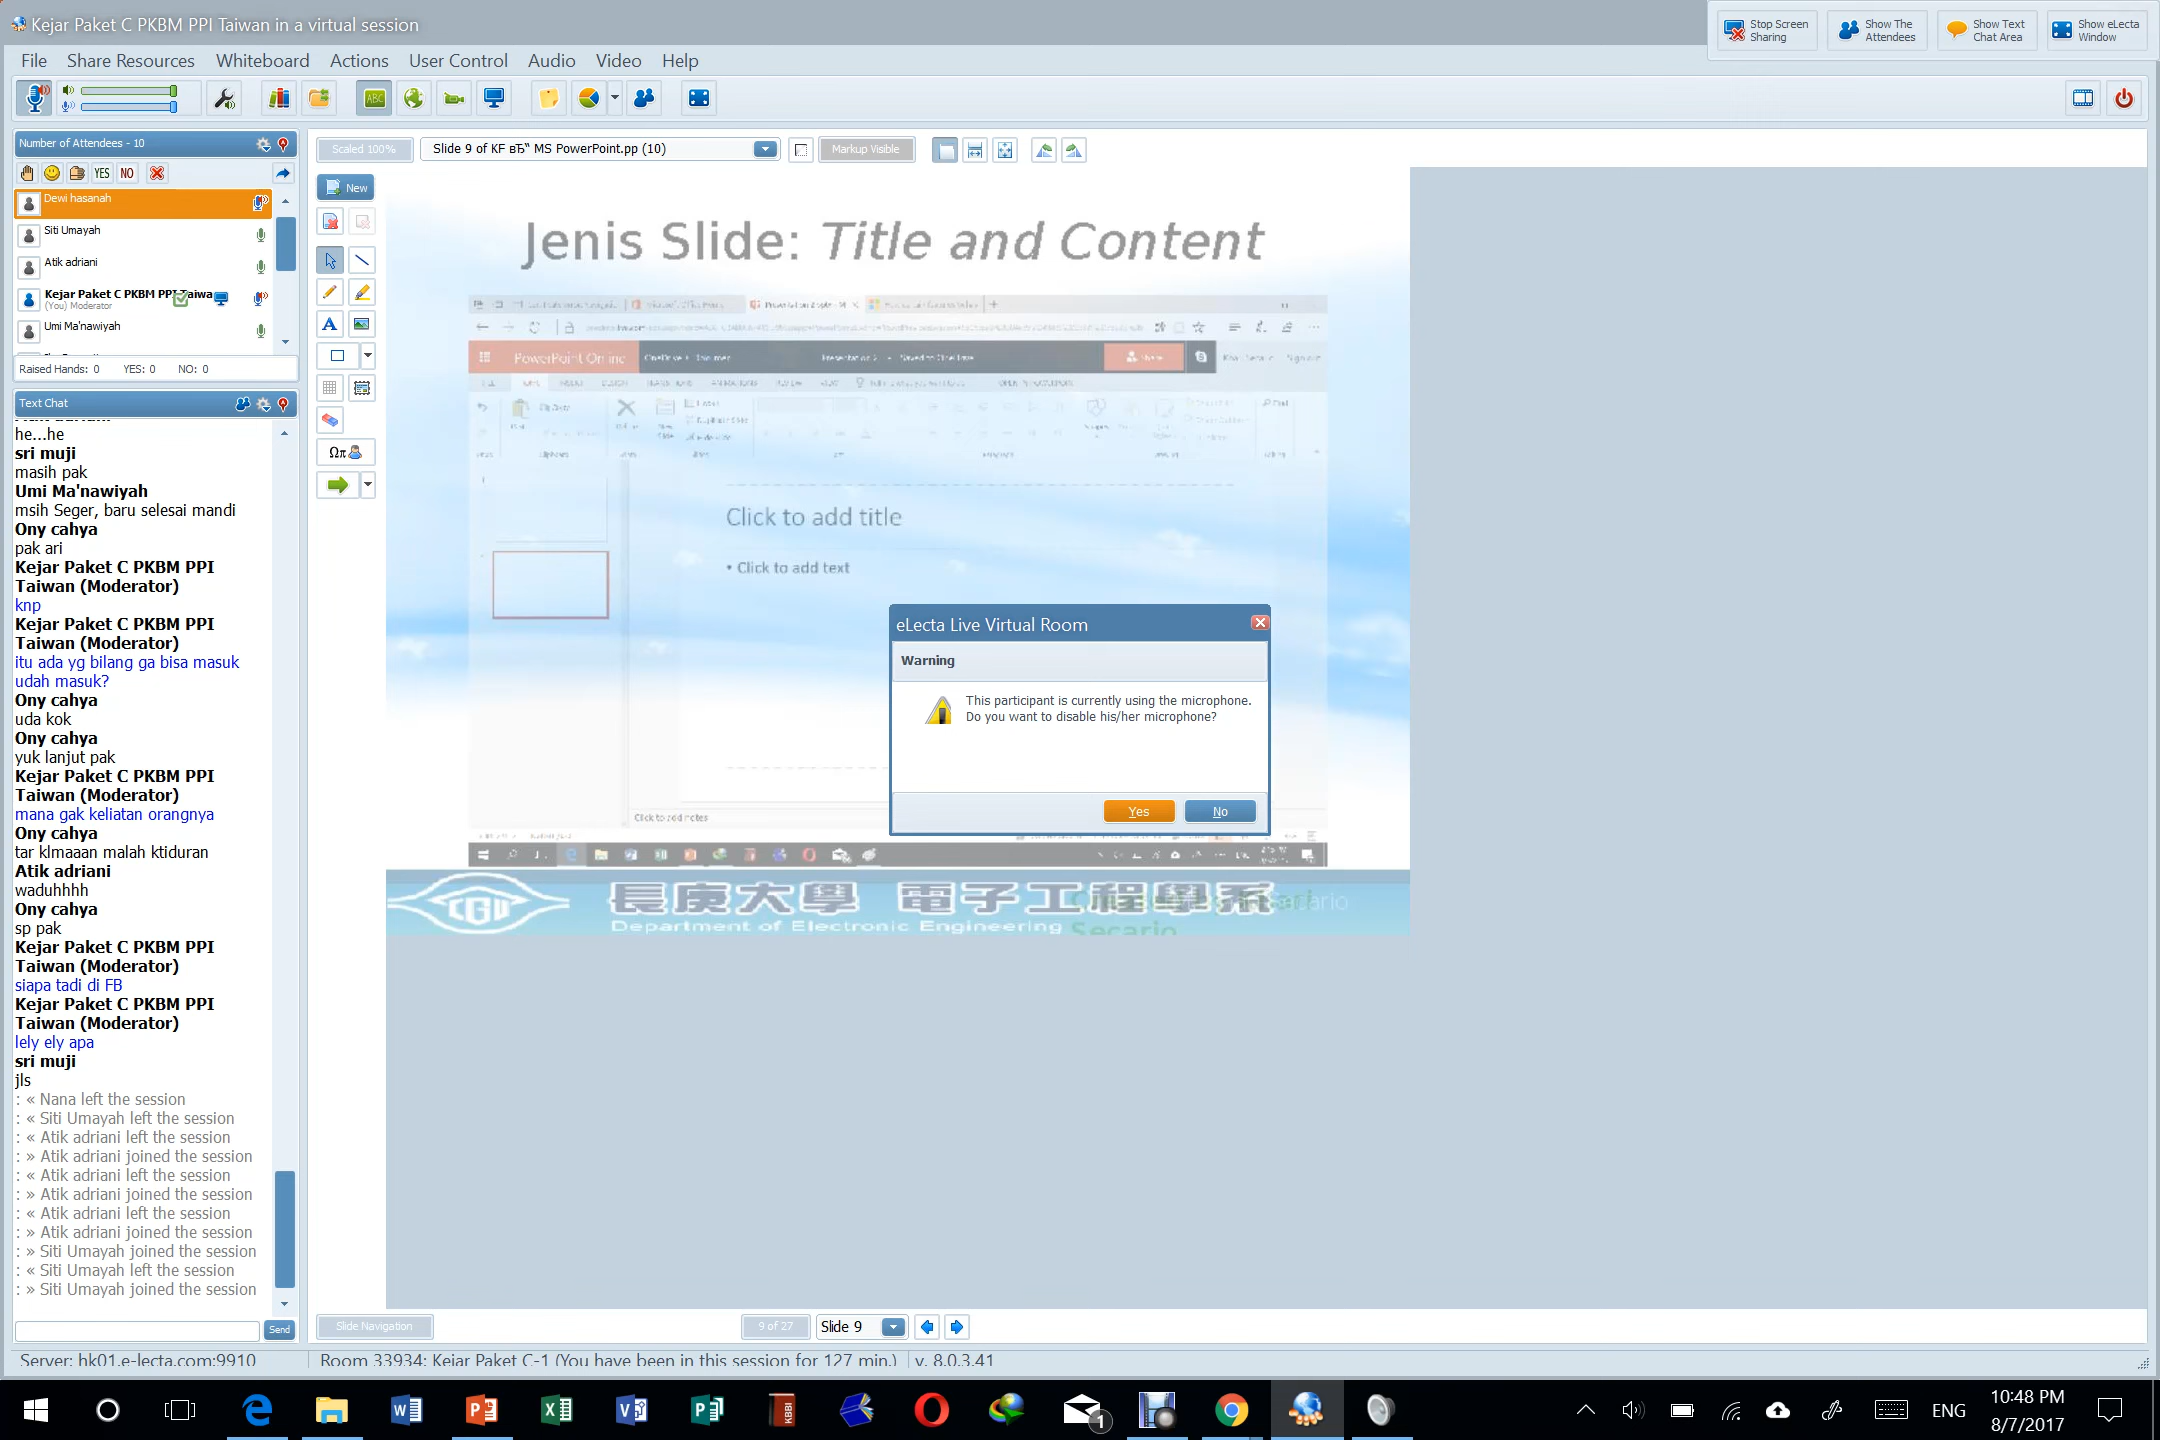 Kejar Paket C PKBM PPI Taiwan in a virtual session
Stop Screen Sharing
Show The Attendees
Show Text Chat Area
Show eLecta Window
File Share Resources Whiteboard Actions User Control Audio Video Help
Number of Attendees - 10
YES NO
Dewi hasanah
Siti Umayah
Atik adriani
Kejar Paket C PKBM PPI Taiwa
(You) Moderator
Umi Ma'nawiyah
Raised Hands: 0 YES: 0 NO: 0
Text Chat
he...he
sri muji
masih pak
Umi Ma'nawiyah
msih Seger, baru selesai mandi
Ony cahya
pak ari
Kejar Paket C PKBM PPI
Taiwan (Moderator)
knp
Kejar Paket C PKBM PPI
Taiwan (Moderator)
itu ada yg bilang ga bisa masuk
udah masuk?
Ony cahya
uda kok
Ony cahya
yuk lanjut pak
Kejar Paket C PKBM PPI
Taiwan (Moderator)
mana gak keliatan orangnya
Ony cahya
tar klmaaan malah ktiduran
Atik adriani
waduhhhh
Ony cahya
sp pak
Kejar Paket C PKBM PPI
Taiwan (Moderator)
siapa tadi di FB
Kejar Paket C PKBM PPI
Taiwan (Moderator)
lely ely apa
sri muji
jls
: « Nana left the session
: « Siti Umayah left the session
: « Atik adriani left the session
: » Atik adriani joined the session
: « Atik adriani left the session
: » Atik adriani joined the session
: « Atik adriani left the session
: » Atik adriani joined the session
: » Siti Umayah joined the session
: « Siti Umayah left the session
: » Siti Umayah joined the session
Send
Scaled 100%
Slide 9 of KF вЂ“ MS PowerPoint.pp (10)
Markup Visible
New
Jenis Slide: Title and Content
PowerPoint Online
Share
Click to add title
• Click to add text
Click to add notes
eLecta Live Virtual Room
Warning
This participant is currently using the microphone.
Do you want to disable his/her microphone?
Yes No
長庚大學 電子工程學系
CGU
Department of Electronic Engineering
Secario
Slide Navigation
9 of 27
Slide 9
Server: hk01.e-lecta.com:9910
Room 33934: Kejar Paket C-1 (You have been in this session for 127 min.)
v. 8.0.3.41
KBBI
1
ENG
10:48 PM
8/7/2017